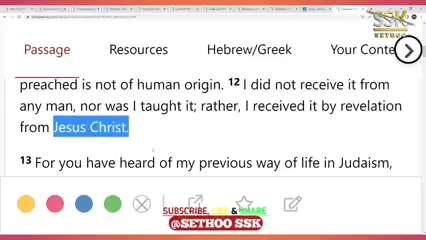 SSK
SETHOO
Passage Resources Hebrew/Greek Your Conte
preached is not of human origin. 12 I did not receive it from
any man, nor was I taught it; rather, I received it by revelation
from Jesus Christ.
13 For you have heard of my previous way of life in Judaism,
SUBSCRIBE, LIKE & SHARE
@SETHOO SSK